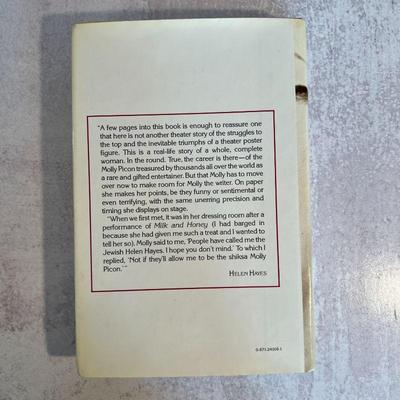 "A few pages into this book is enough to reassure one
that here is not another theater story of the struggles to
the top and the inevitable triumphs of a theater poster
figure. This is a real-life story of a whole, complete
woman. In the round. True, the career is there—of the
Molly Picon treasured by thousands all over the world as
a rare and gifted entertainer. But that Molly has to move
over now to make room for Molly the writer. On paper
she makes her points, be they funny or sentimental or
even terrifying, with the same unerring precision and
timing she displays on stage.
"When we first met, it was in her dressing room after a
performance of Milk and Honey (I had barged in
because she had given me such a treat and I wanted to
tell her so). Molly said to me, 'People have called me the
Jewish Helen Hayes. I hope you don't mind.' To which I
replied, 'Not if they'll allow me to be the shiksa Molly
Picon.'"
HELEN HAYES
0-671-24008-1